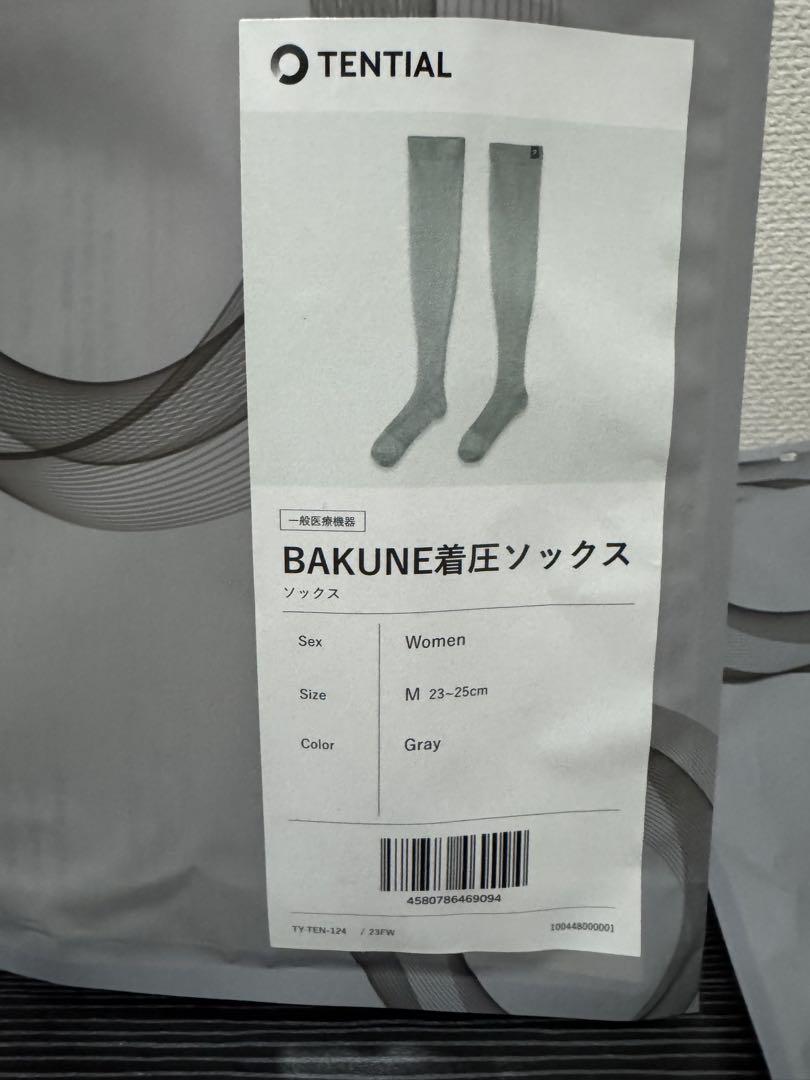 TENTIAL
一般医療機器
BAKUNE着圧ソックス
ソックス
Sex Women
Size M 23~25cm
Color Gray
4580786469094
TY-TEN-124 / 23FW 100448000001